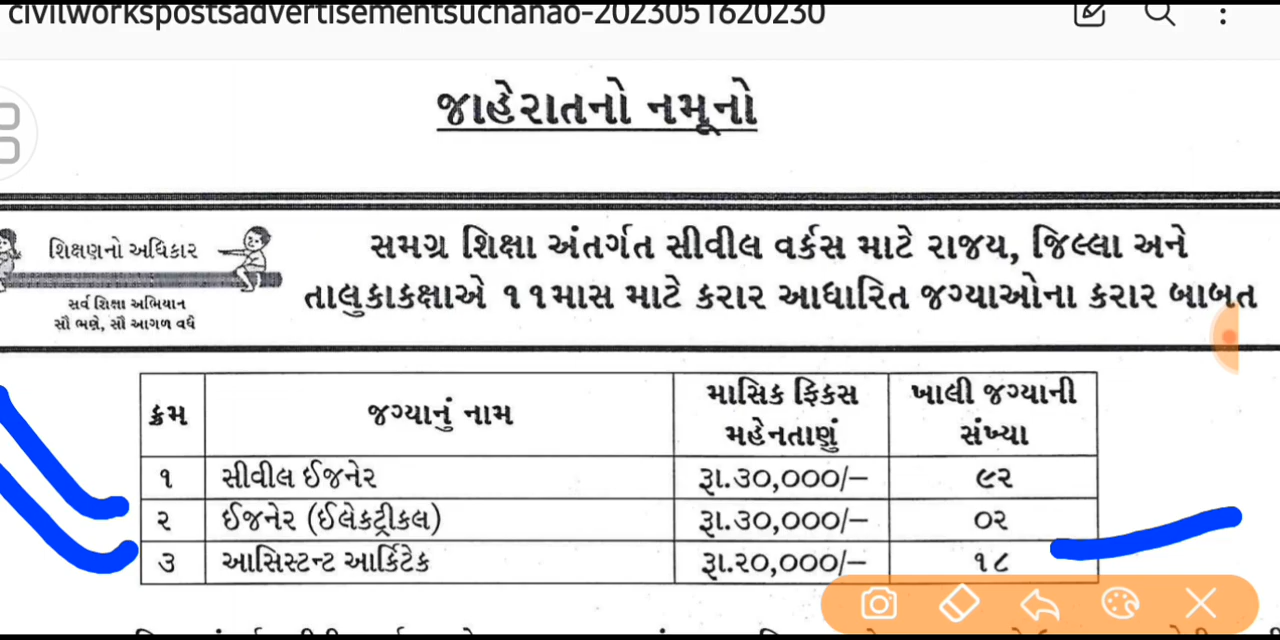 civilworkspostsadvertisementsuchanao-2023051620230
જાહેરાતનો નમૂનો
શિક્ષણનો અધિકાર
સર્વ શિક્ષા અભિયાન
સૌ ભણે, સૌ આગળ વધે
સમગ્ર શિક્ષા અંતર્ગત સીવીલ વર્કસ માટે રાજય, જિલ્લા અને
તાલુકાકક્ષાએ ૧૧માસ માટે કરાર આધારિત જગ્યાઓના કરાર બાબત
ક્રમ જગ્યાનું નામ માસિક ફિકસ મહેનતાણું ખાલી જગ્યાની સંખ્યા
૧ સીવીલ ઈજનેર રૂા.૩૦,૦૦૦/– ૯૨
૨ ઈજનેર (ઈલેકટ્રીકલ) રૂા.૩૦,૦૦૦/– ૦૨
૩ આસિસ્ટન્ટ આર્કિટેક રૂા.૨૦,૦૦૦/– ૧૮